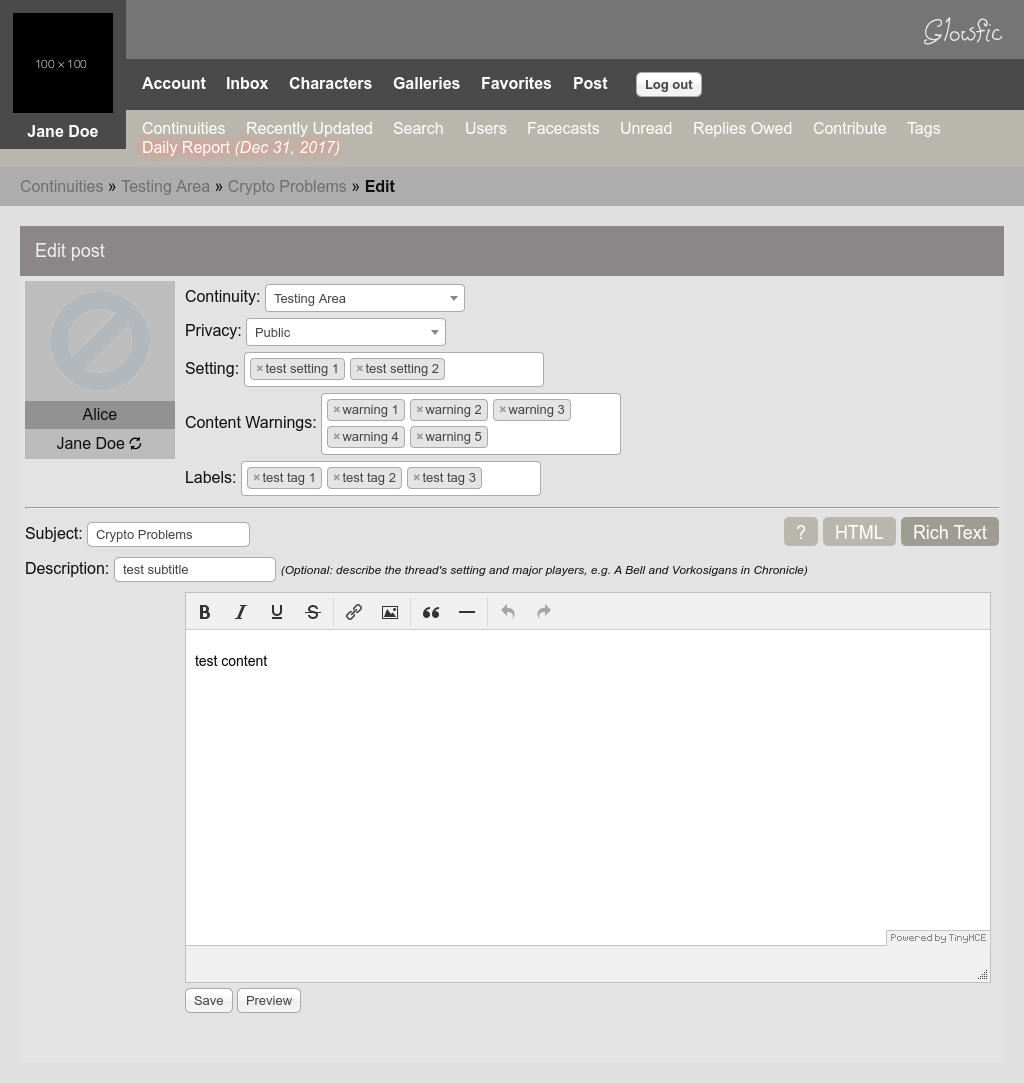 100 × 100
Glowfic
Account Inbox Characters Galleries Favorites Post Log out
Jane Doe
Continuities Recently Updated Search Users Facecasts Unread Replies Owed Contribute Tags
Daily Report (Dec 31, 2017)
Continuities » Testing Area » Crypto Problems » Edit
Edit post
Alice
Jane Doe
Continuity: Testing Area
Privacy: Public
Setting: ×test setting 1 ×test setting 2
Content Warnings: ×warning 1 ×warning 2 ×warning 3
×warning 4 ×warning 5
Labels: ×test tag 1 ×test tag 2 ×test tag 3
Subject: Crypto Problems ? HTML Rich Text
Description: test subtitle (Optional: describe the thread's setting and major players, e.g. A Bell and Vorkosigans in Chronicle)
B I U S
test content
Powered by TinyMCE
Save Preview